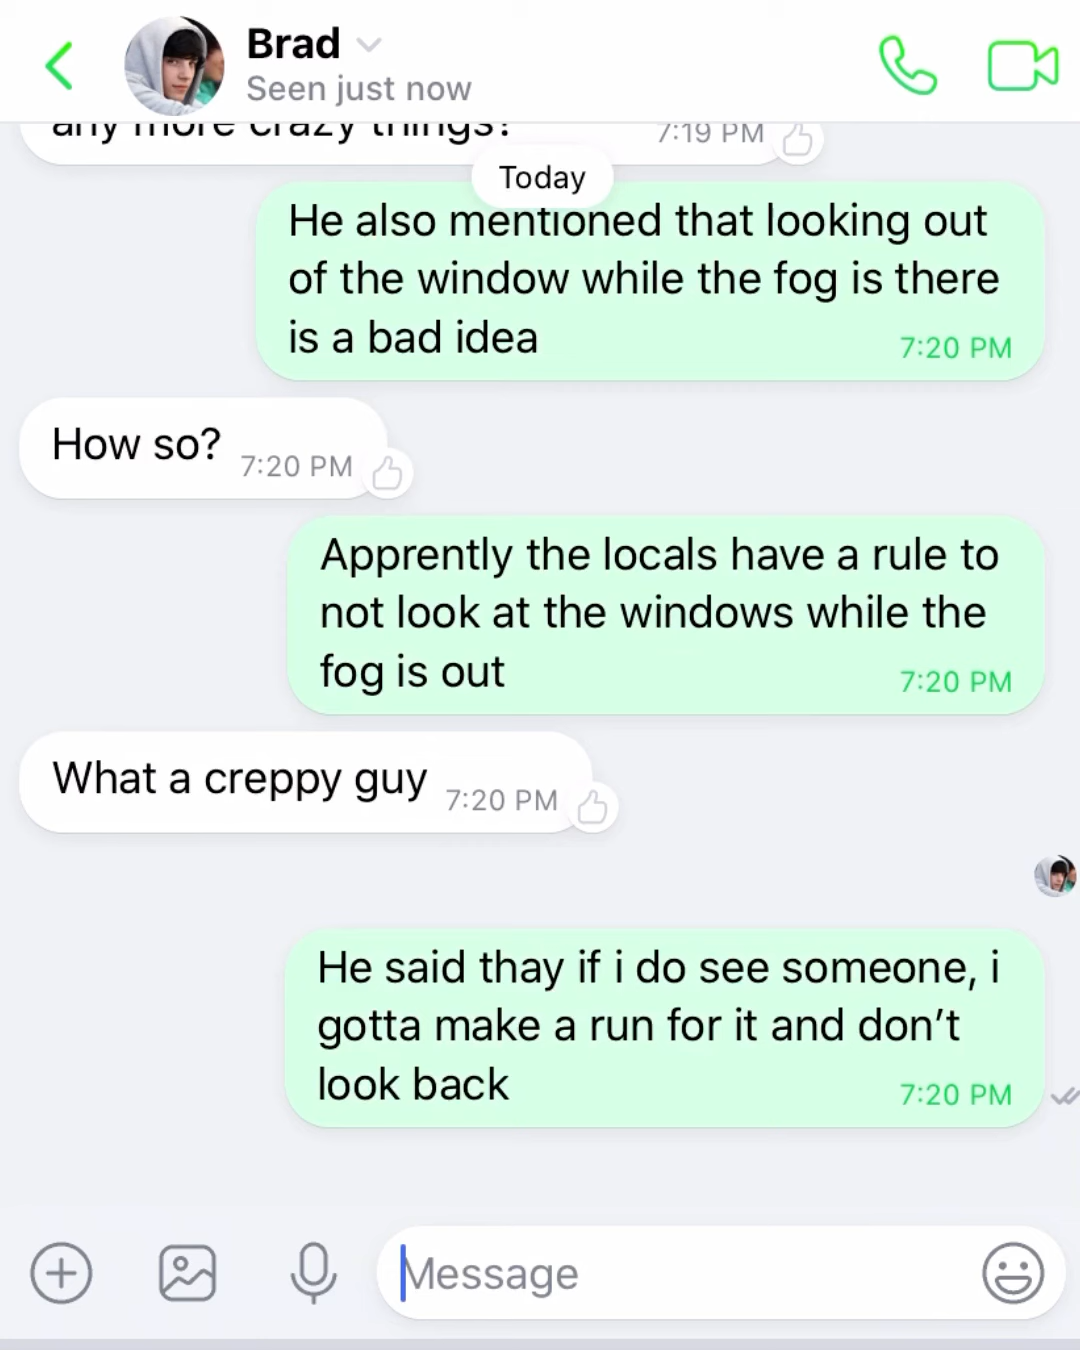 Brad
Seen just now
any more crazy things?
7:19 PM
Today
He also mentioned that looking out
of the window while the fog is there
is a bad idea
7:20 PM
How so?
7:20 PM
Apprently the locals have a rule to
not look at the windows while the
fog is out
7:20 PM
What a creppy guy
7:20 PM
He said thay if i do see someone, i
gotta make a run for it and don’t
look back
7:20 PM
Message